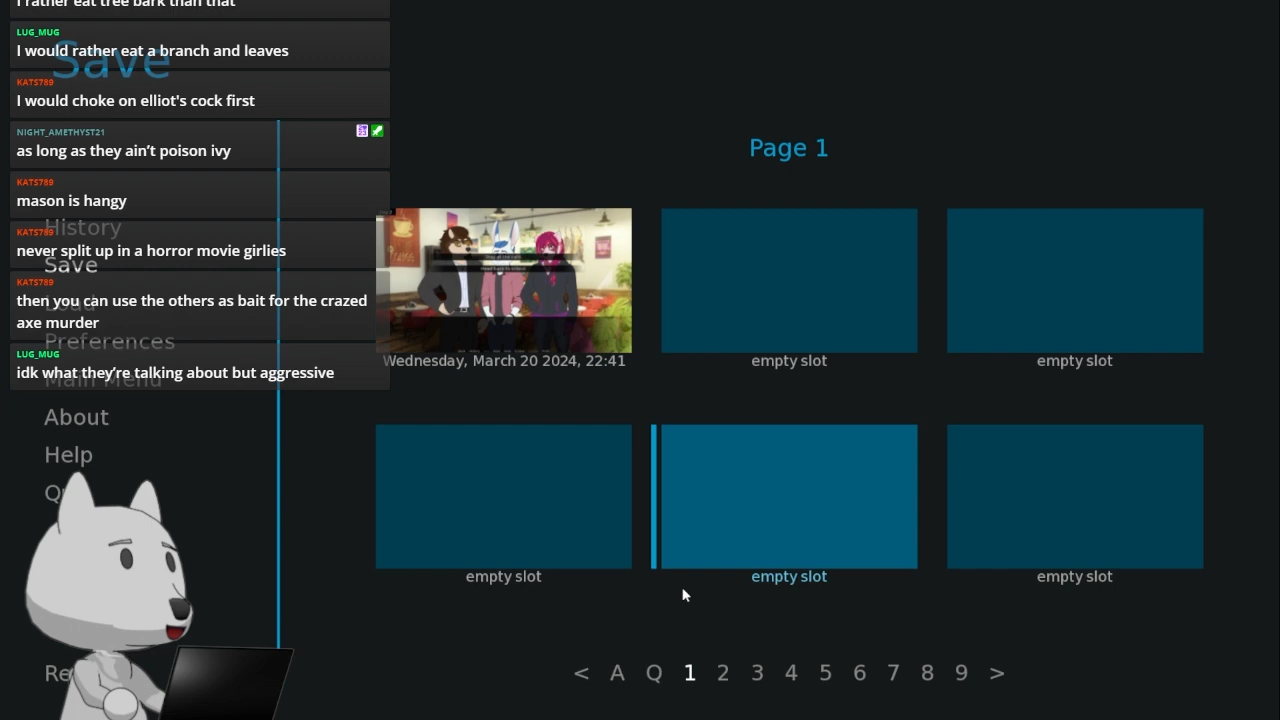 I rather eat tree bark than that
LUG_MUG
I would rather eat a branch and leaves
Save
KATS789
I would choke on elliot's cock first
NIGHT_AMETHYST21
as long as they ain’t poison ivy
Page 1
KATS789
mason is hangy
History
KATS789
never split up in a horror movie girlies
Save
KATS789
then you can use the others as bait for the crazed
axe murder
Load
Preferences
LUG_MUG
idk what they’re talking about but aggressive
Main Menu
Wednesday, March 20 2024, 22:41
empty slot
empty slot
About
Help
empty slot
empty slot
empty slot
< A Q 1 2 3 4 5 6 7 8 9 >